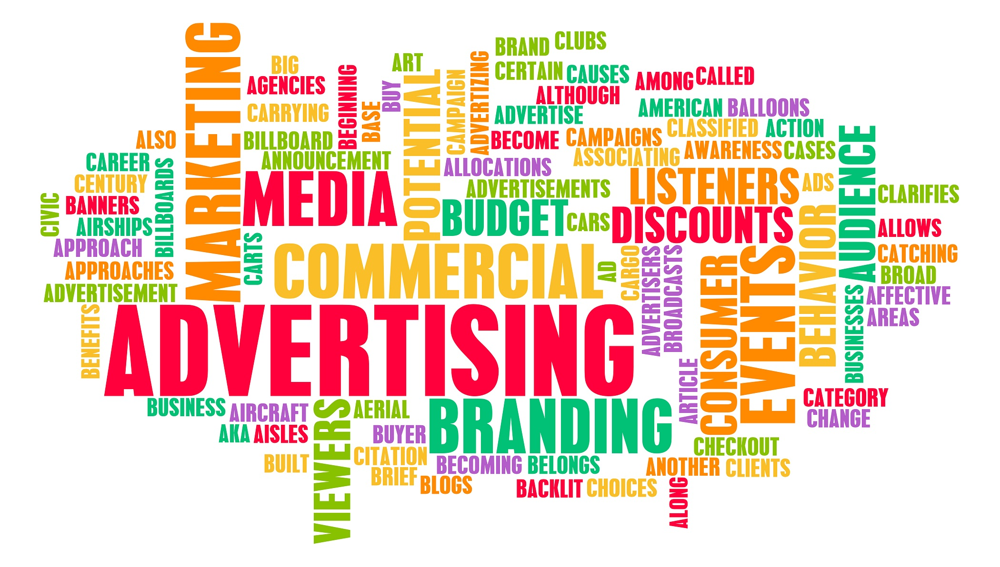 MARKETING
BRAND
CLUBS
BIG
ART
ADVERTIZING
CERTAIN
CAUSES
AMONG
CALLED
AGENCIES
BEGINNING
BUY
POTENTIAL
CAMPAIGN
ALTHOUGH
CARRYING
BASE
ADVERTISE
AMERICAN
BALLOONS
ALSO
BILLBOARD
BECOME
CAMPAIGNS
CLASSIFIED
ACTION
AUDIENCE
CAREER
BILLBOARDS
ANNOUNCEMENT
ALLOCATIONS
ASSOCIATING
AWARENESS
CASES
CENTURY
MEDIA
ADVERTISEMENTS
LISTENERS
ADS
CLARIFIES
CIVIC
BANNERS
BUDGET
CARS
DISCOUNTS
BEHAVIOR
AIRSHIPS
ALLOWS
APPROACH
CARTS
COMMERCIAL
AD
CARGO
ADVERTISERS
BROADCASTS
CONSUMER
EVENTS
CATCHING
APPROACHES
BROAD
ADVERTISEMENT
BUSINESSES
AFFECTIVE
AREAS
BENEFITS
ADVERTISING
ARTICLE
BUSINESS
AIRCRAFT
VIEWERS
AERIAL
BRANDING
CATEGORY
CHANGE
AKA
AISLES
BUYER
CHECKOUT
BUILT
CITATION
BECOMING
BELONGS
ANOTHER
CLIENTS
BRIEF
BLOGS
BACKLIT
CHOICES
ALONG